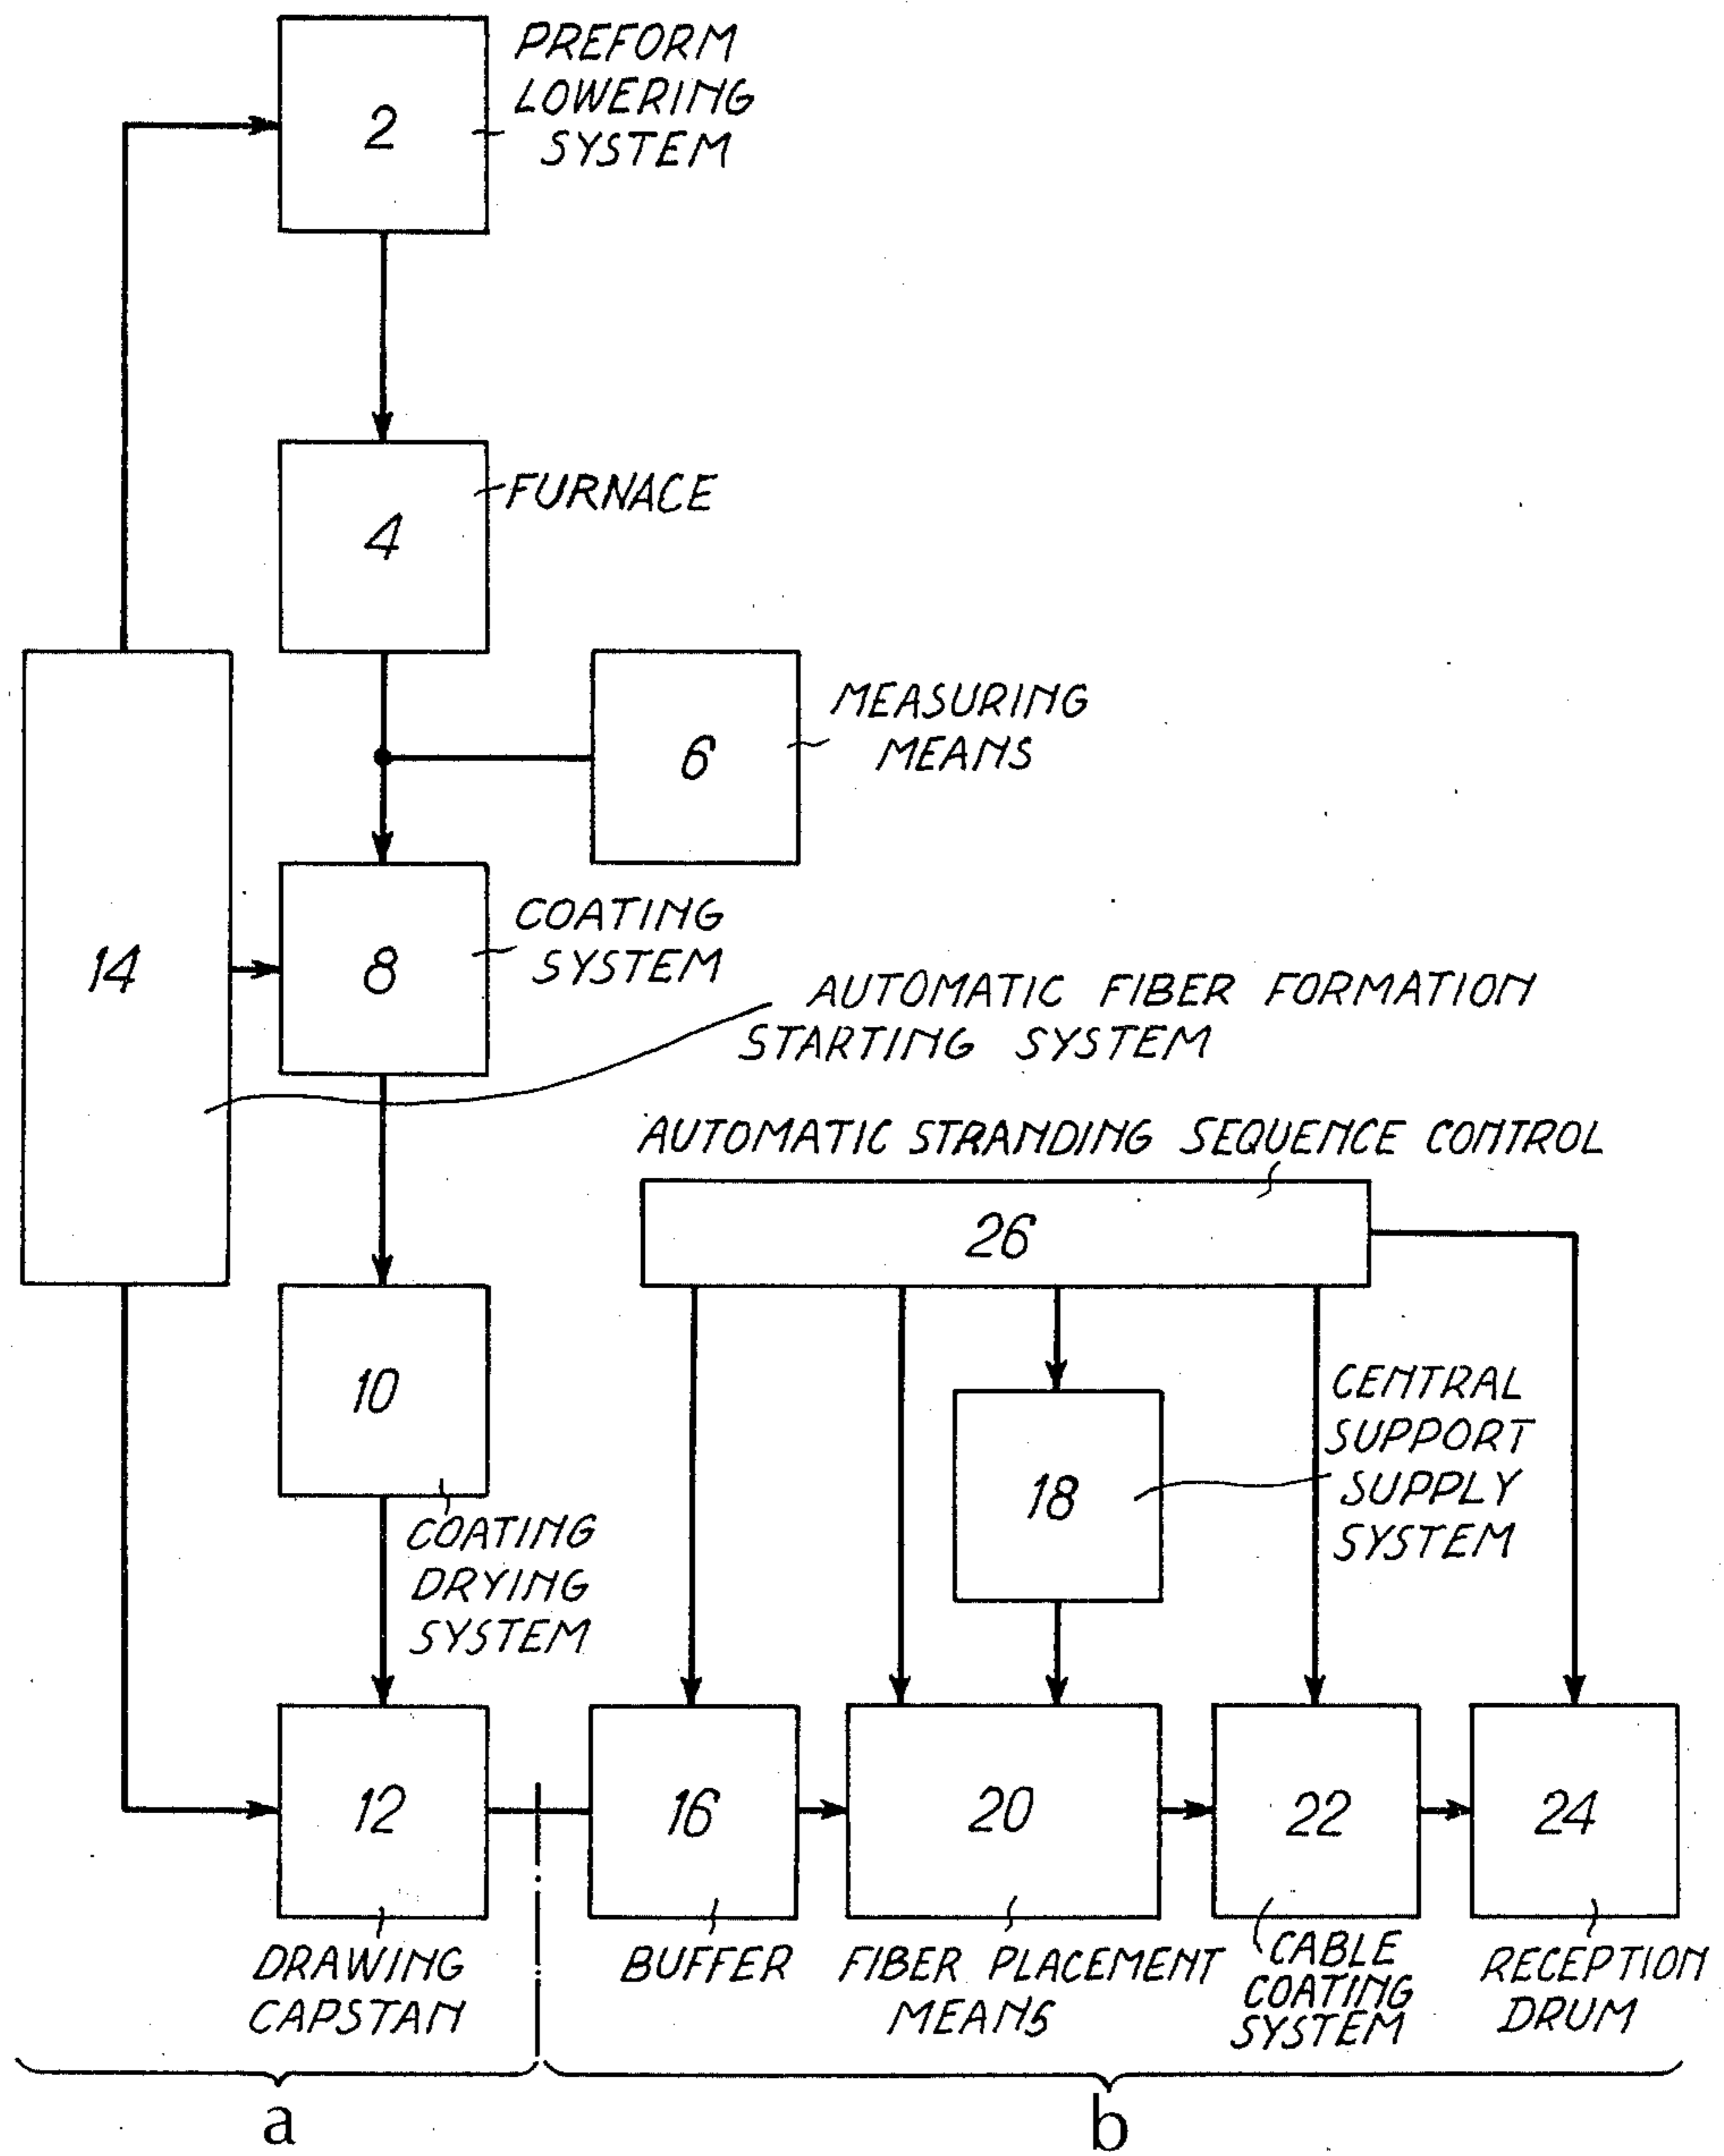 PREFORM
LOWERING
SYSTEM
2
FURNACE
4
MEASURING
MEANS
6
COATING
SYSTEM
8
14
AUTOMATIC FIBER FORMATION
STARTING SYSTEM
AUTOMATIC STRANDING SEQUENCE CONTROL
26
10
COATING
DRYING
SYSTEM
CENTRAL
SUPPORT
SUPPLY
SYSTEM
18
12
16
20
22
24
DRAWING
CAPSTAN
BUFFER
FIBER PLACEMENT
MEANS
CABLE
COATING
SYSTEM
RECEPTION
DRUM
a
b